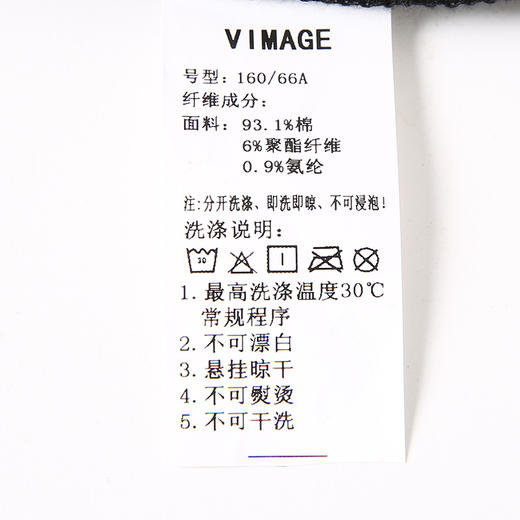 VIMAGE
号型: 160/66A
纤维成分:
面料: 93.1%棉
6%聚酯纤维
0.9%氨纶
注:分开洗涤、即洗即晾、不可浸泡!
洗涤说明:
30
1. 最高洗涤温度30℃
常规程序
2. 不可漂白
3. 悬挂晾干
4. 不可熨烫
5. 不可干洗